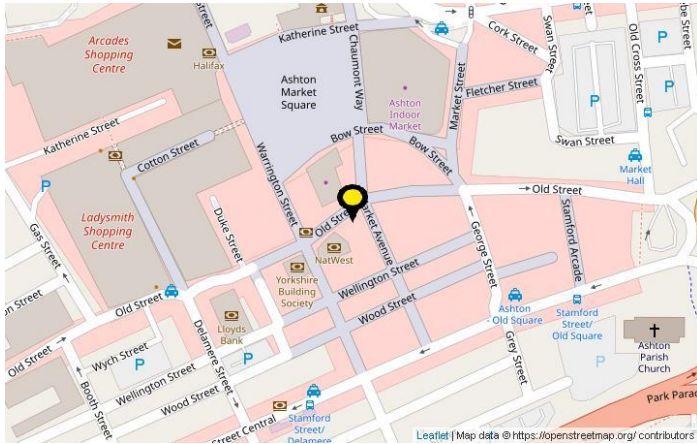 Arcades
Shopping
Centre
Halifax
Katherine Street
Chaumont Way
Ashton
Market
Square
Ashton
Indoor
Market
Cork Street
Swan Street
Old Cross Street
Market Street
Fletcher Street
P
P
P
Swan Street
Market
Hall
Katherine Street
Cotton Street
Warrington Street
Bow Street
Bow Street
P
Ladysmith
Shopping
Centre
Gas Street
Duke Street
Old Street
Market Avenue
Old Street
George Street
Stamford Arcade
NatWest
Yorkshire
Building
Society
Wellington Street
Wood Street
Ashton
Old Square
Stamford
Street/
Old Square
Ashton
Parish
Church
Old Street
Old Street
Booth Street
Wych Street
P
Lloyds
Bank
P
Delamere Street
Grey Street
P
Wellington Street
Wood Street
Street Central
Stamford
Street/
Delamere
Park Parad
Leaflet | Map data © https://openstreetmap.org/ contributors